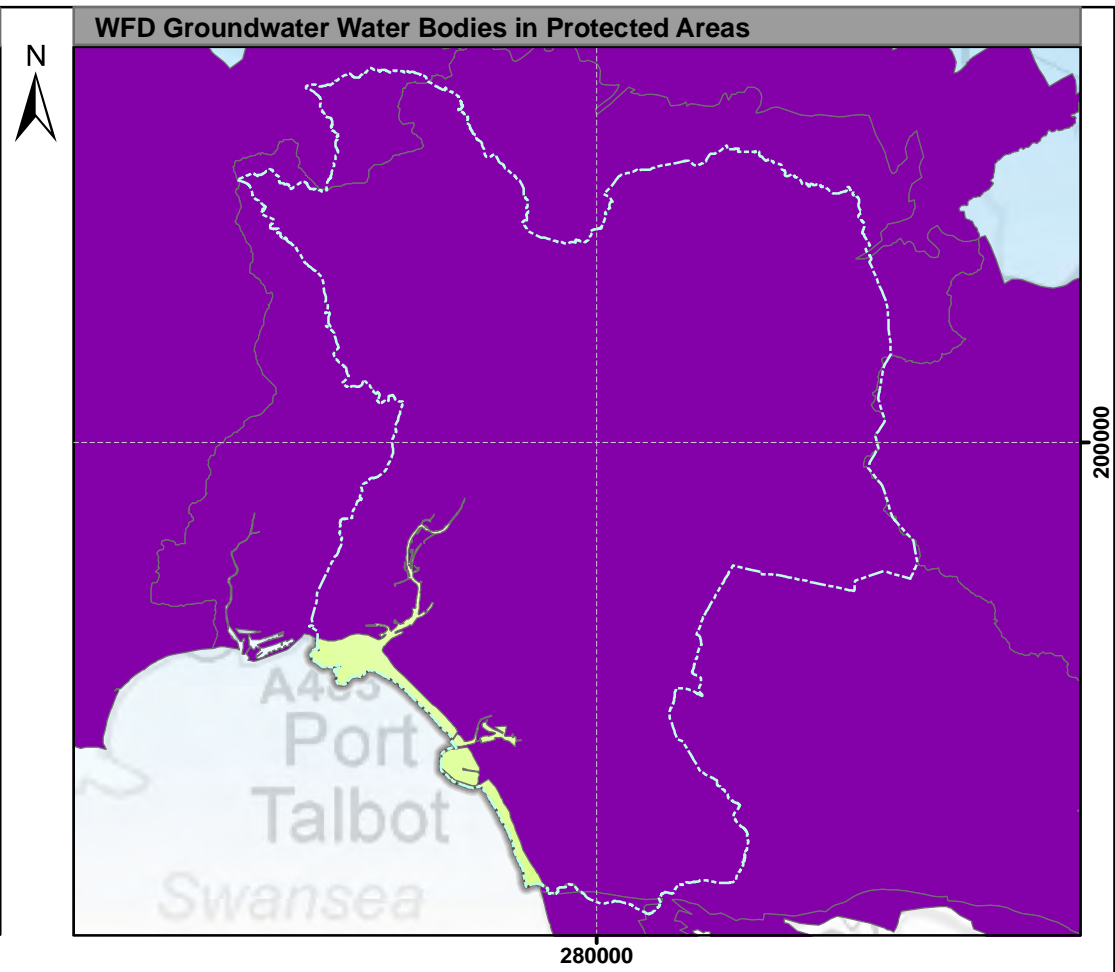 WFD Groundwater Water Bodies in Protected Areas
N
200000
Port
Talbot
Swansea
280000